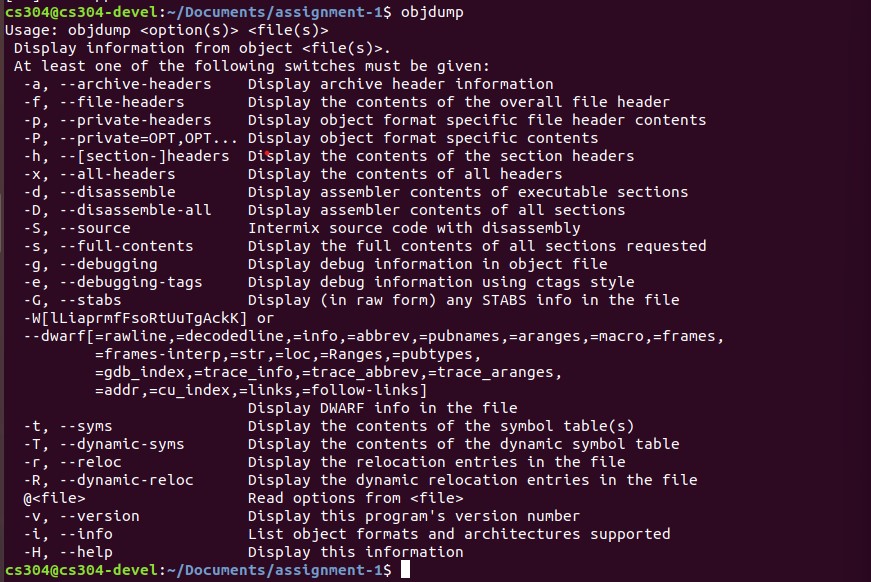 cs304@cs304-devel:~/Documents/assignment-1$ objdump
Usage: objdump <option(s)> <file(s)>
 Display information from object <file(s)>.
 At least one of the following switches must be given:
  -a, --archive-headers    Display archive header information
  -f, --file-headers       Display the contents of the overall file header
  -p, --private-headers    Display object format specific file header contents
  -P, --private=OPT,OPT... Display object format specific contents
  -h, --[section-]headers  Display the contents of the section headers
  -x, --all-headers        Display the contents of all headers
  -d, --disassemble        Display assembler contents of executable sections
  -D, --disassemble-all    Display assembler contents of all sections
  -S, --source             Intermix source code with disassembly
  -s, --full-contents      Display the full contents of all sections requested
  -g, --debugging          Display debug information in object file
  -e, --debugging-tags     Display debug information using ctags style
  -G, --stabs              Display (in raw form) any STABS info in the file
  -W[lLiaprmfFsoRtUuTgAckK] or
  --dwarf[=rawline,=decodedline,=info,=abbrev,=pubnames,=aranges,=macro,=frames,
          =frames-interp,=str,=loc,=Ranges,=pubtypes,
          =gdb_index,=trace_info,=trace_abbrev,=trace_aranges,
          =addr,=cu_index,=links,=follow-links]
                           Display DWARF info in the file
  -t, --syms               Display the contents of the symbol table(s)
  -T, --dynamic-syms       Display the contents of the dynamic symbol table
  -r, --reloc              Display the relocation entries in the file
  -R, --dynamic-reloc      Display the dynamic relocation entries in the file
  @<file>                  Read options from <file>
  -v, --version            Display this program's version number
  -i, --info               List object formats and architectures supported
  -H, --help               Display this information
cs304@cs304-devel:~/Documents/assignment-1$